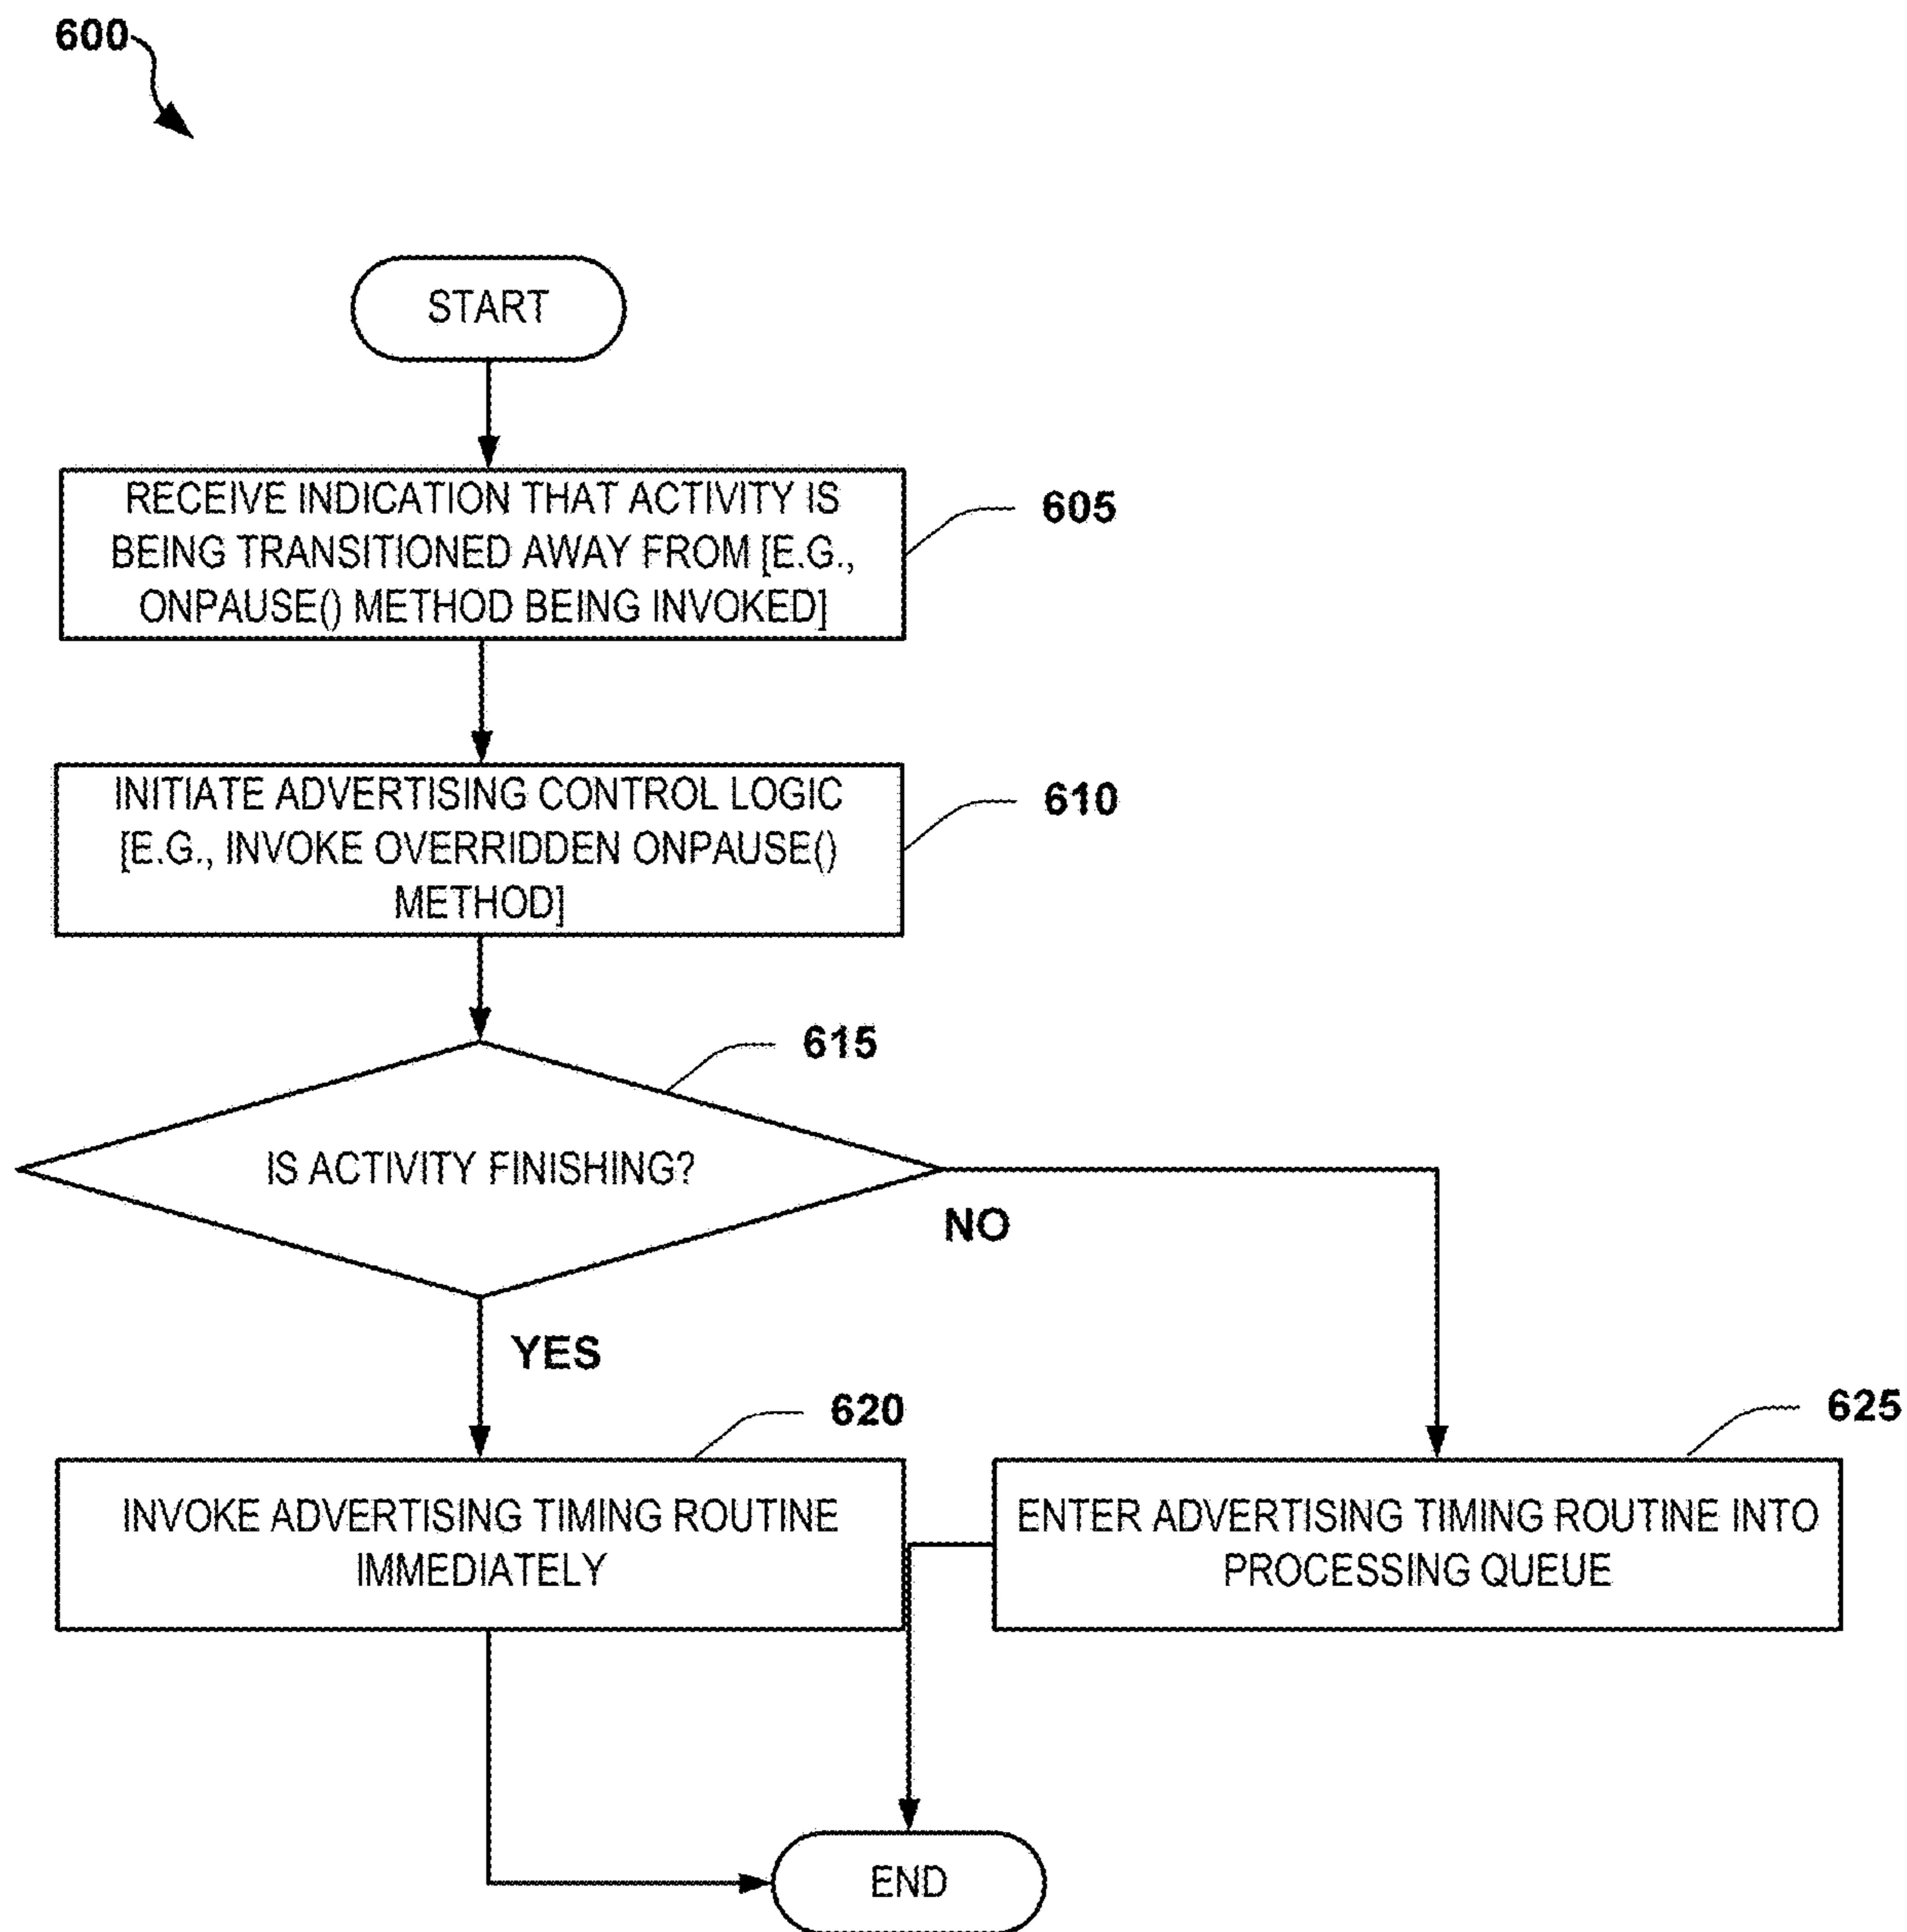 600
START
RECEIVE INDICATION THAT ACTIVITY IS
BEING TRANSITIONED AWAY FROM [E.G.,
ONPAUSE() METHOD BEING INVOKED]
605
INITIATE ADVERTISING CONTROL LOGIC
[E.G., INVOKE OVERRIDDEN ONPAUSE()
METHOD]
610
615
IS ACTIVITY FINISHING?
NO
YES
620
625
INVOKE ADVERTISING TIMING ROUTINE
IMMEDIATELY
ENTER ADVERTISING TIMING ROUTINE INTO
PROCESSING QUEUE
END